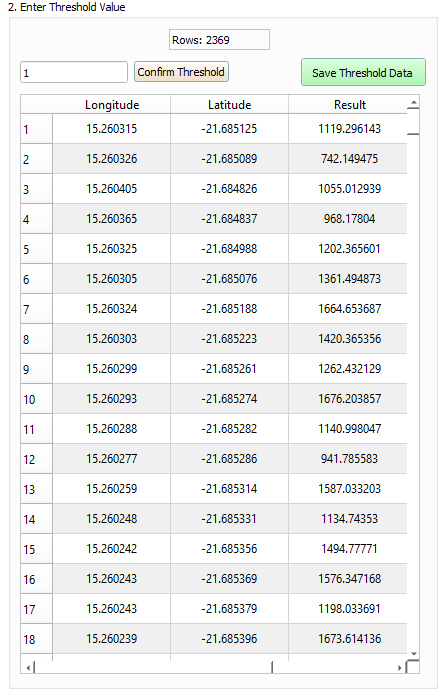 2. Enter Threshold Value
Rows: 2369
1 Confirm Threshold Save Threshold Data
Longitude Latitude Result
1 15.260315 -21.685125 1119.296143
2 15.260326 -21.685089 742.149475
3 15.260405 -21.684826 1055.012939
4 15.260365 -21.684837 968.17804
5 15.260325 -21.684988 1202.365601
6 15.260305 -21.685076 1361.494873
7 15.260324 -21.685188 1664.653687
8 15.260303 -21.685223 1420.365356
9 15.260299 -21.685261 1262.432129
10 15.260293 -21.685274 1676.203857
11 15.260288 -21.685282 1140.998047
12 15.260277 -21.685286 941.785583
13 15.260259 -21.685314 1587.033203
14 15.260248 -21.685331 1134.74353
15 15.260242 -21.685356 1494.77771
16 15.260243 -21.685369 1576.347168
17 15.260243 -21.685379 1198.033691
18 15.260239 -21.685396 1673.614136